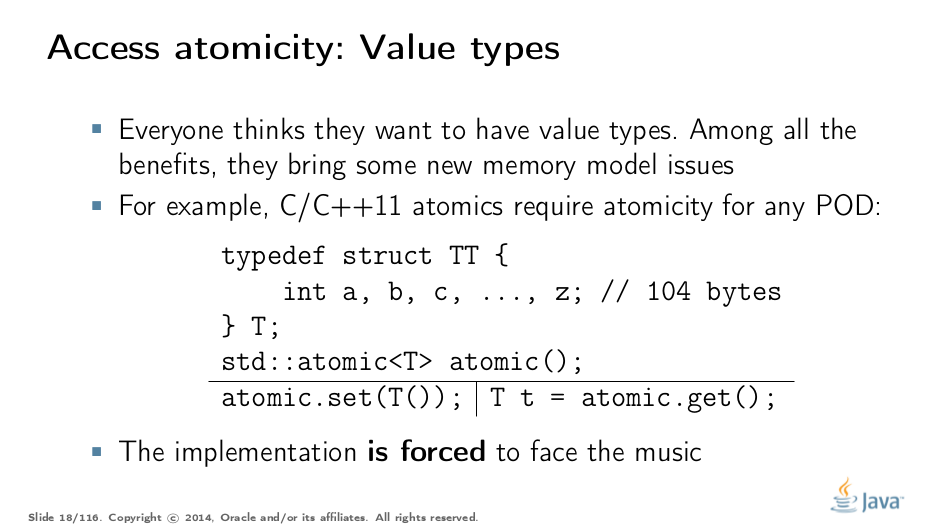 Access atomicity: Value types
■ Everyone thinks they want to have value types. Among all the
benefits, they bring some new memory model issues
■ For example, C/C++11 atomics require atomicity for any POD:
typedef struct TT {
    int a, b, c, ..., z; // 104 bytes
} T;
std::atomic<T> atomic();
atomic.set(T()); | T t = atomic.get();
■ The implementation is forced to face the music
Java™
Slide 18/116. Copyright © 2014, Oracle and/or its affiliates. All rights reserved.